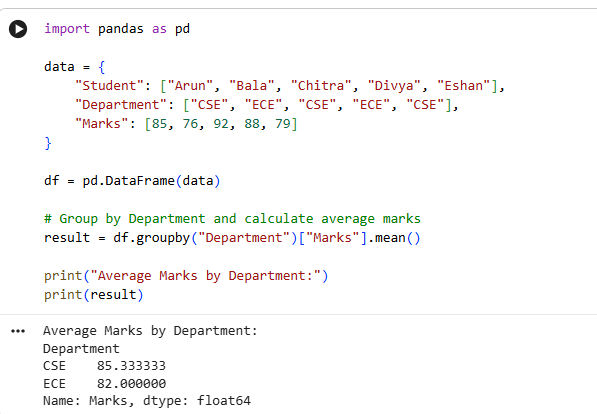 import pandas as pd

data = {
    "Student": ["Arun", "Bala", "Chitra", "Divya", "Eshan"],
    "Department": ["CSE", "ECE", "CSE", "ECE", "CSE"],
    "Marks": [85, 76, 92, 88, 79]
}

df = pd.DataFrame(data)

# Group by Department and calculate average marks
result = df.groupby("Department")["Marks"].mean()

print("Average Marks by Department:")
print(result)

Average Marks by Department:
Department
CSE    85.333333
ECE    82.000000
Name: Marks, dtype: float64